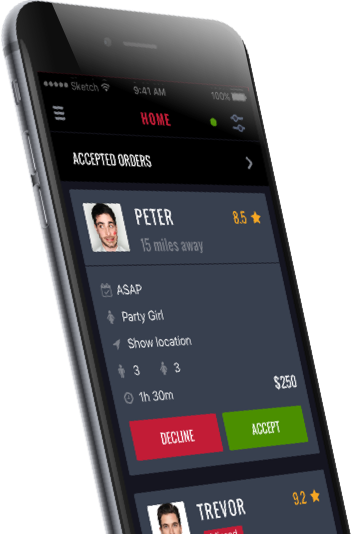 Sketch 9:41 AM 100%
HOME
ACCEPTED ORDERS
PETER 8.5
15 miles away
ASAP
Party Girl
Show location
3 3
1h 30m $250
DECLINE ACCEPT
TREVOR 9.2